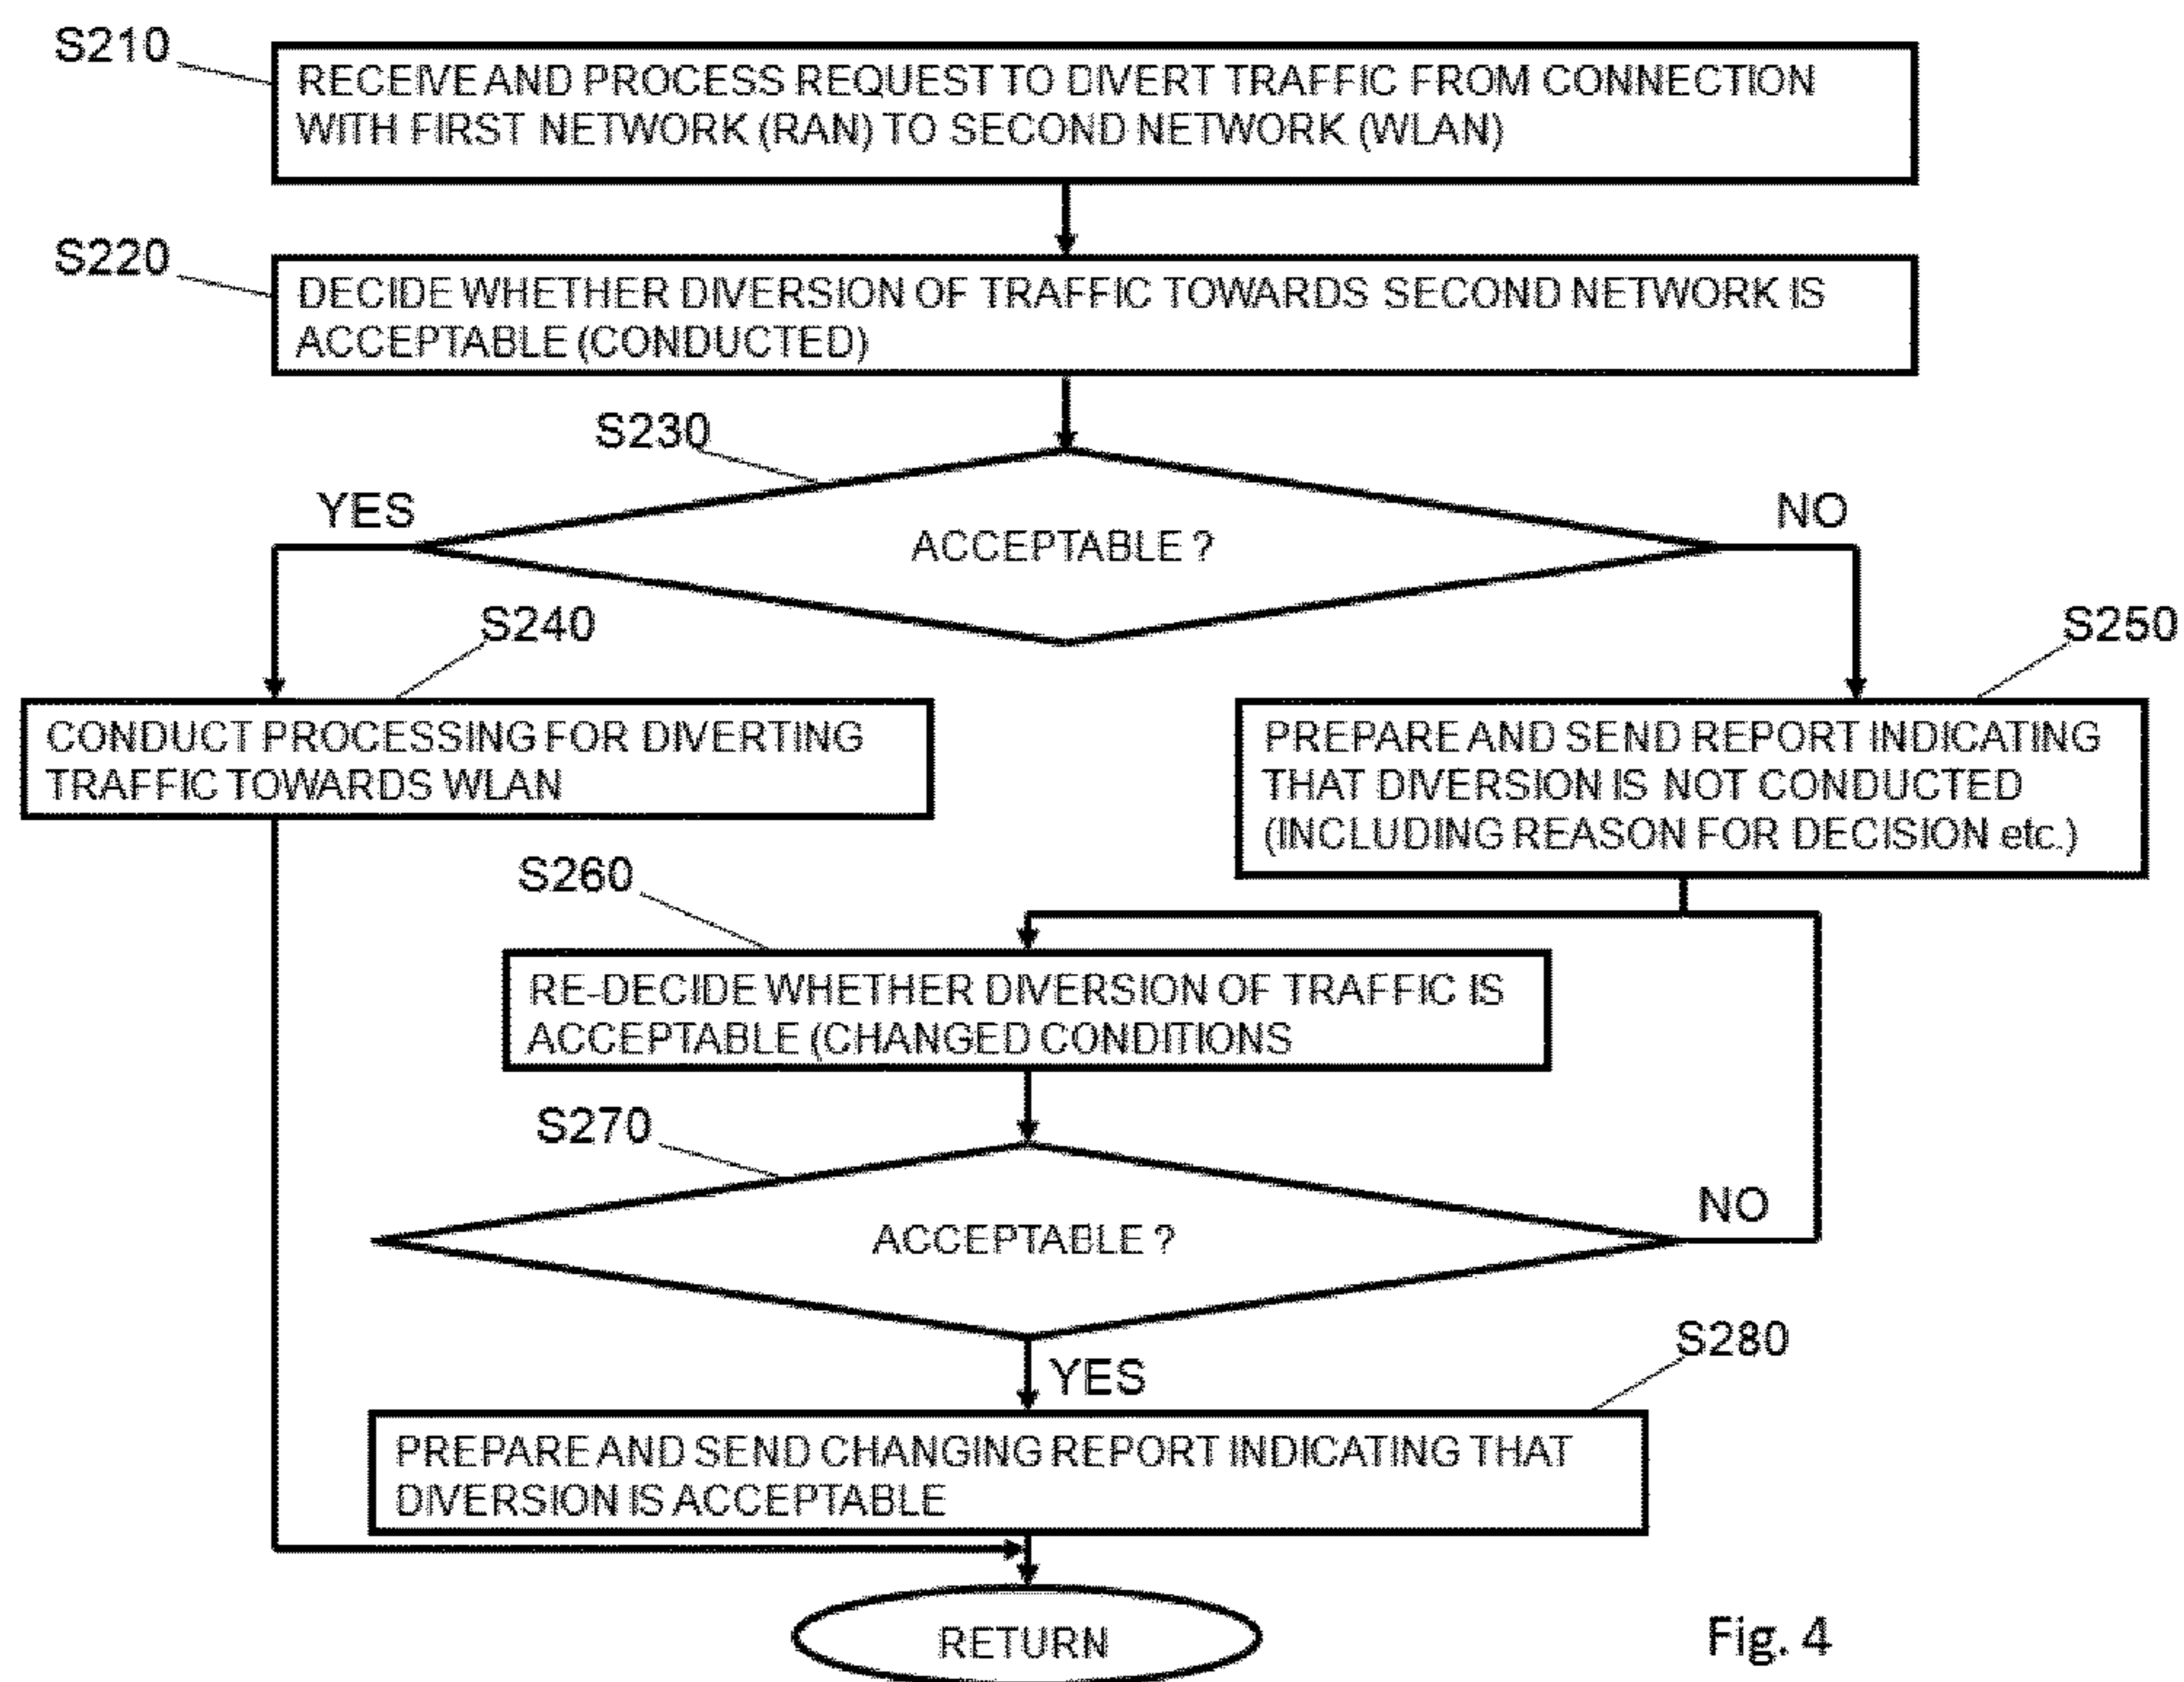 S210
RECEIVE AND PROCESS REQUEST TO DIVERT TRAFFIC FROM CONNECTION
WITH FIRST NETWORK (RAN) TO SECOND NETWORK (WLAN)
S220
DECIDE WHETHER DIVERSION OF TRAFFIC TOWARDS SECOND NETWORK IS
ACCEPTABLE (CONDUCTED)
S230
YES
NO
ACCEPTABLE ?
S240
S250
CONDUCT PROCESSING FOR DIVERTING
TRAFFIC TOWARDS WLAN
PREPARE AND SEND REPORT INDICATING
THAT DIVERSION IS NOT CONDUCTED
(INCLUDING REASON FOR DECISION etc.)
S260
RE-DECIDE WHETHER DIVERSION OF TRAFFIC IS
ACCEPTABLE (CHANGED CONDITIONS
S270
NO
ACCEPTABLE ?
YES
S280
PREPARE AND SEND CHANGING REPORT INDICATING THAT
DIVERSION IS ACCEPTABLE
RETURN
Fig. 4